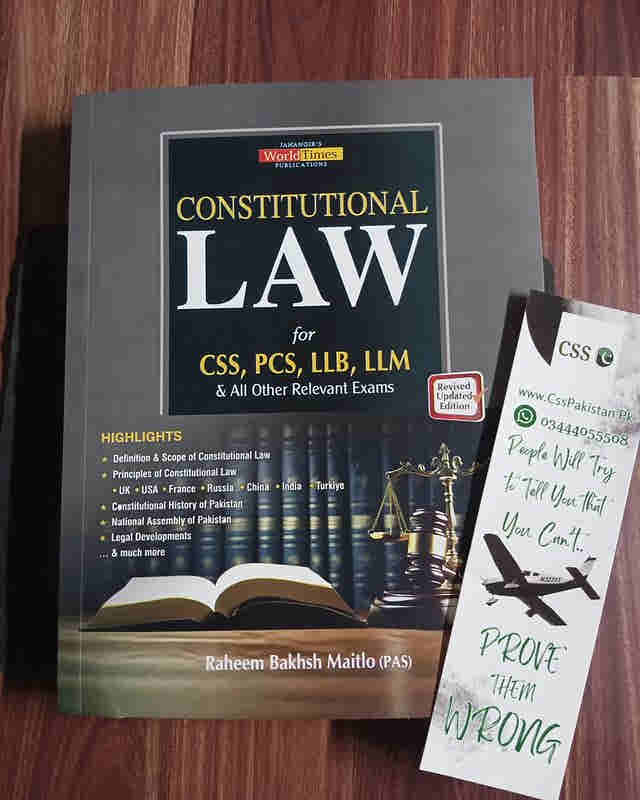 JAHANGIR'S
WorldTimes
PUBLICATIONS
CONSTITUTIONAL
LAW
for
CSS, PCS, LLB, LLM
& All Other Relevant Exams
Revised
Updated
Edition
HIGHLIGHTS
★ Definition & Scope of Constitutional Law
★ Principles of Constitutional Law
• UK • USA • France • Russia • China • India • Turkiye
★ Constitutional History of Pakistan
★ National Assembly of Pakistan
★ Legal Developments
... & much more
Raheem Bakhsh Maitlo (PAS)
CSS
www.CssPakistan.Pk
03444055508
People Will Try
to Tell You that
You Can't..
PROVE
THEM
WRONG